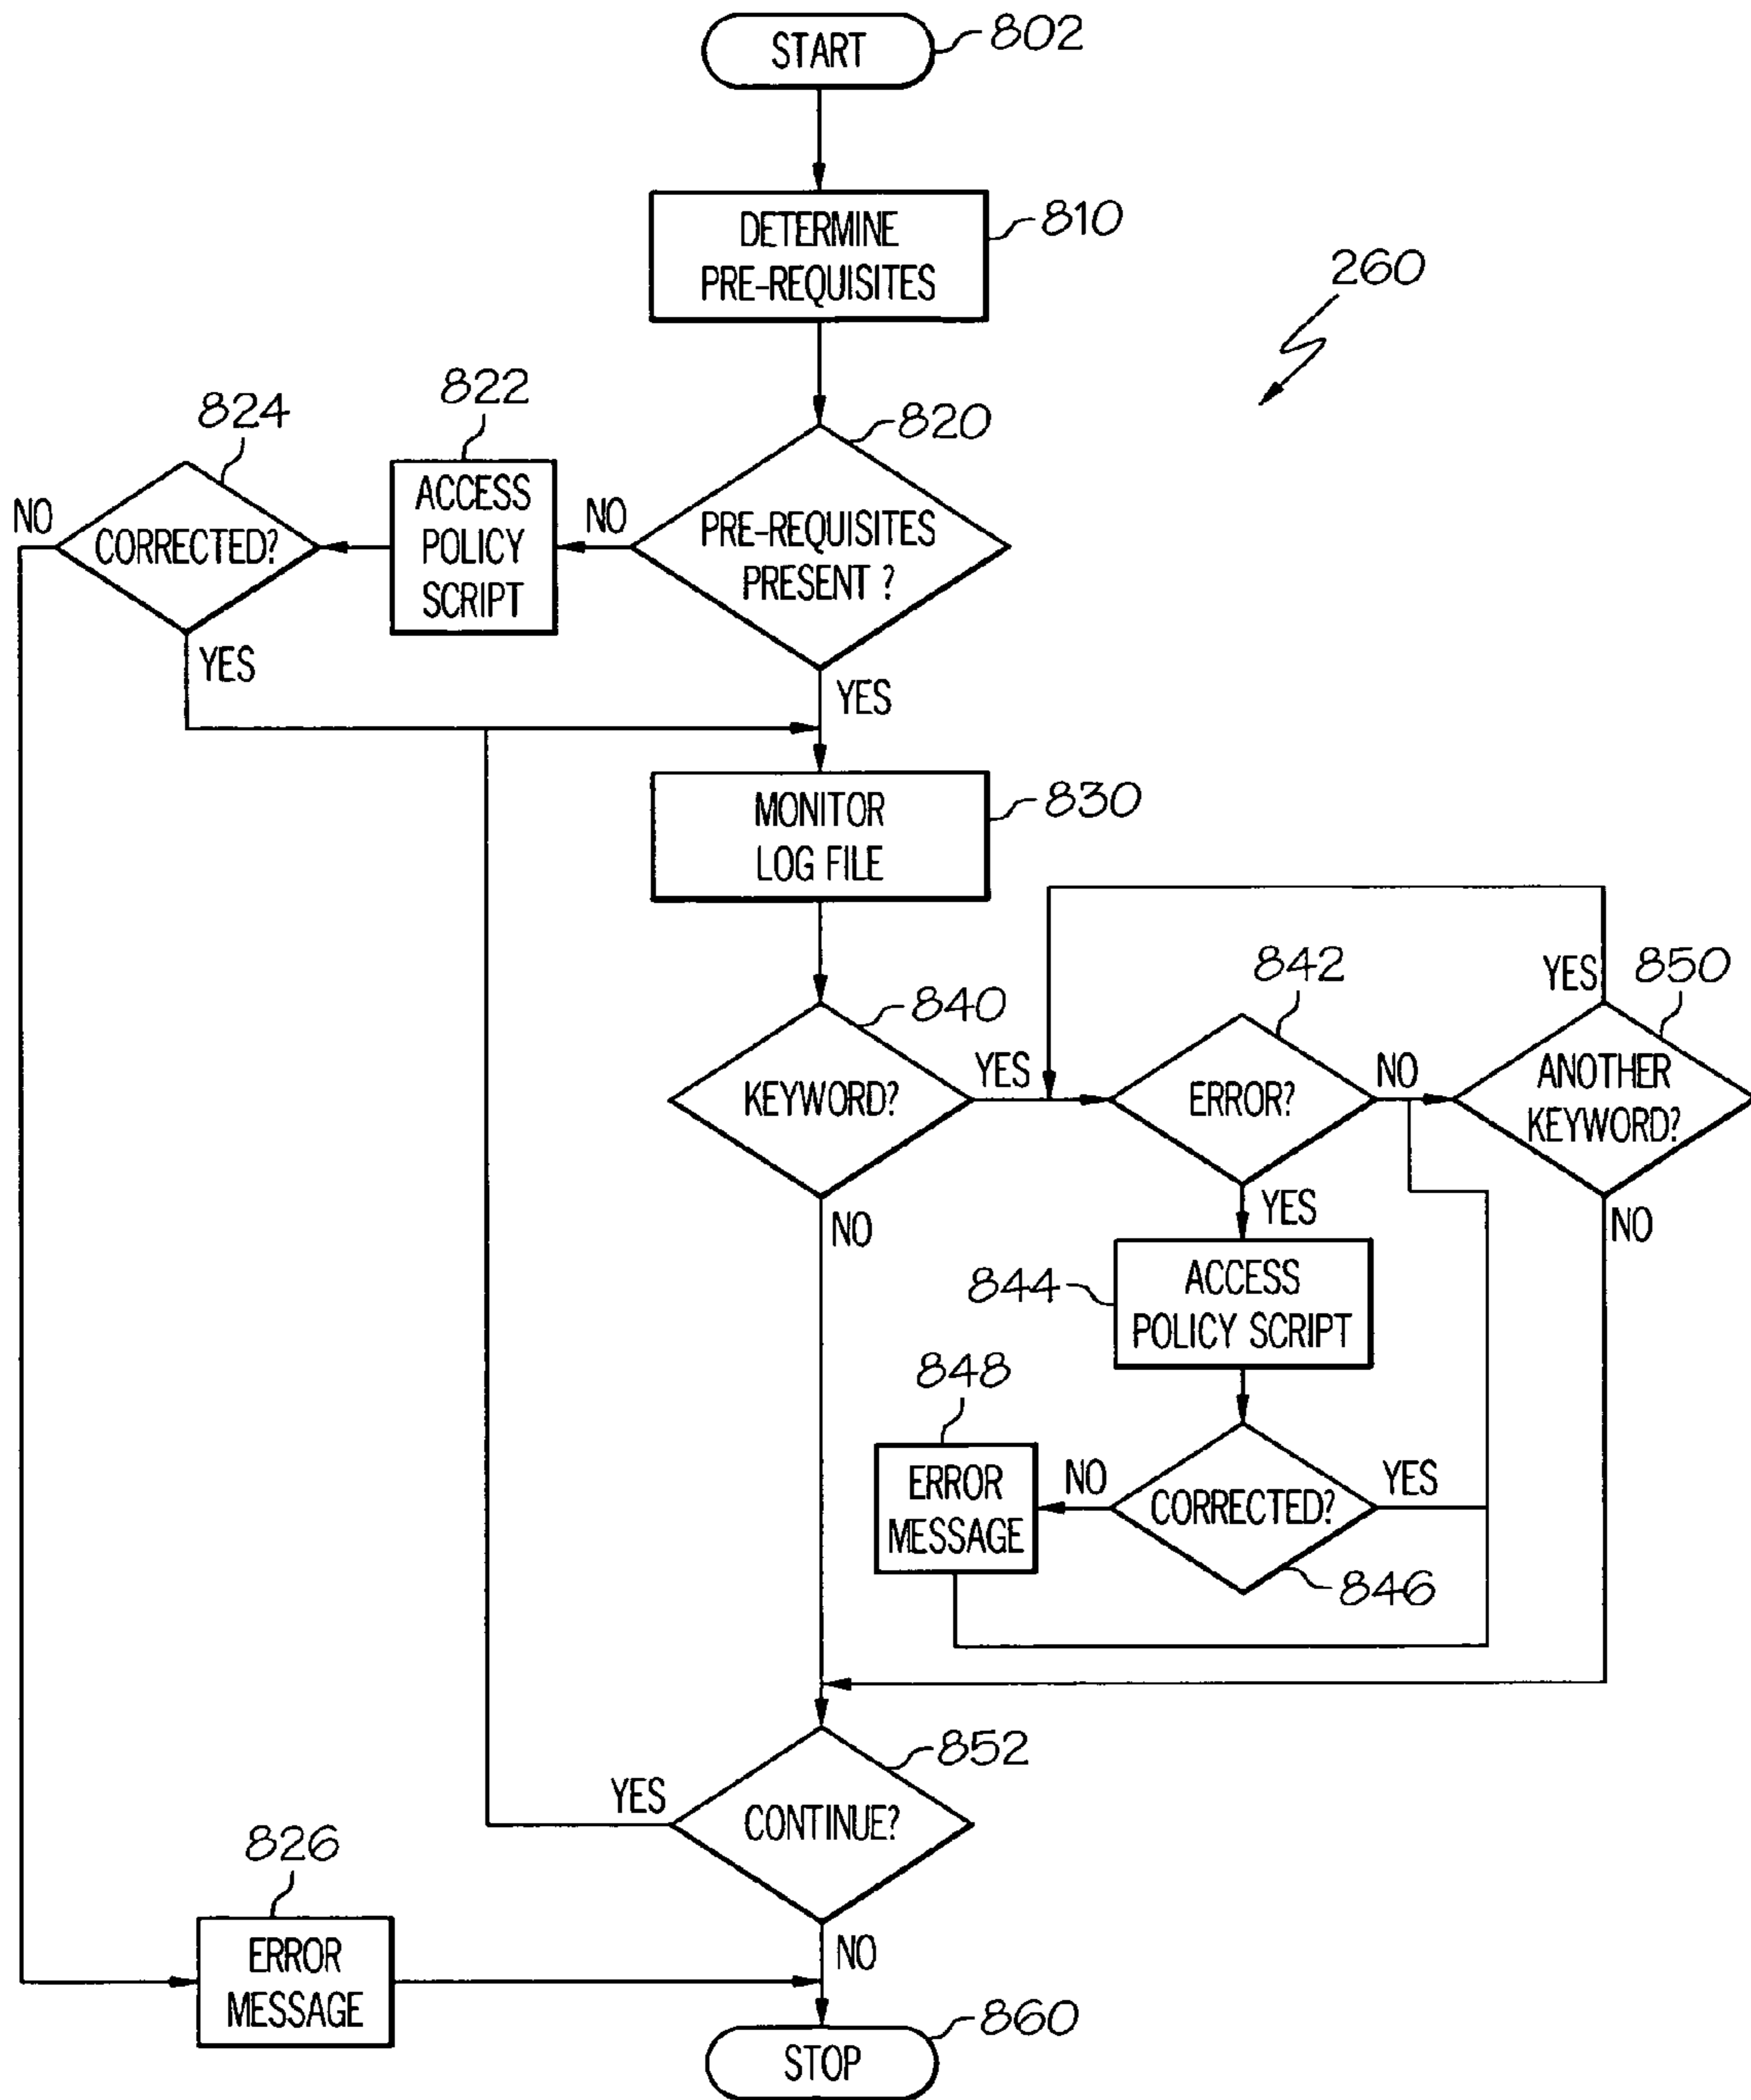 START
802
DETERMINE
PRE-REQUISITES
810
260
824
822
820
NO
CORRECTED?
ACCESS
POLICY
SCRIPT
NO
PRE-REQUISITES
PRESENT ?
YES
YES
MONITOR
LOG FILE
830
840
842
YES
850
KEYWORD?
YES
ERROR?
NO
ANOTHER
KEYWORD?
NO
YES
NO
844
ACCESS
POLICY SCRIPT
848
ERROR
MESSAGE
NO
CORRECTED?
YES
846
852
YES
CONTINUE?
826
ERROR
MESSAGE
NO
STOP
860